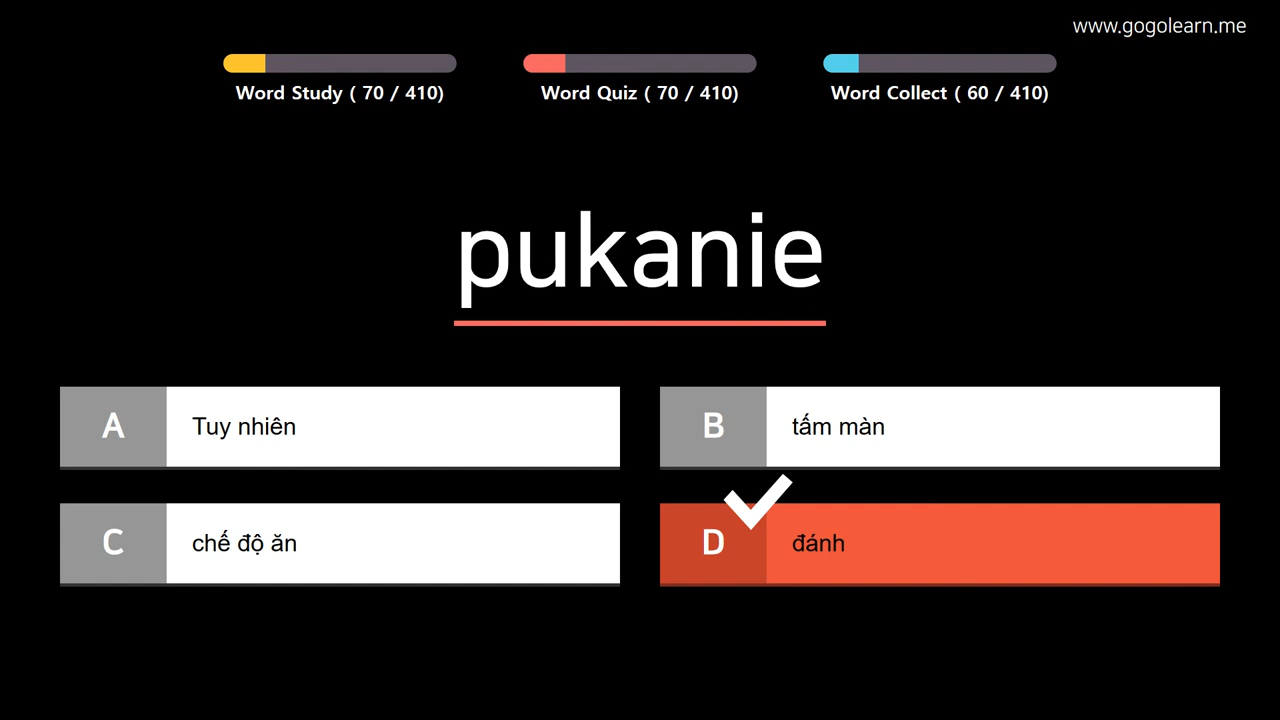 www.gogolearn.me
Word Study ( 70 / 410)
Word Quiz ( 70 / 410)
Word Collect ( 60 / 410)
pukanie
A
Tuy nhiên
B
tấm màn
C
chế độ ăn
D
đánh